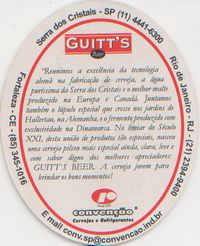 Serra dos Cristais - SP (11) 4441-6300
Fortaleza - CE - (85) 3451-1016
Rio de Janeiro - RJ - (21) 2394-9400
GUITT'S
Beer
"Reunimos a excelência da tecnologia
alemã na fabricação de cerveja, a água
puríssima da Serra dos Cristais e o melhor malte
produzido na Europa e Canadá. Juntamos
também o lúpulo especial que cresce nos jardins de
Hallertau, na Alemanha, e o fermento produzido com
exclusividade na Dinamarca. No limiar do Século
XXI, desta união de produtos tão especiais, nasceu
uma cerveja pilsen mais especial ainda, clara, leve e
com sabor digno dos melhores apreciadores:
GUITT'S BEER. A cerveja jovem para
brindar os bons momentos!"
convenção
Cervejas e Refrigerantes
E mail conv.sp@convencao.ind.br